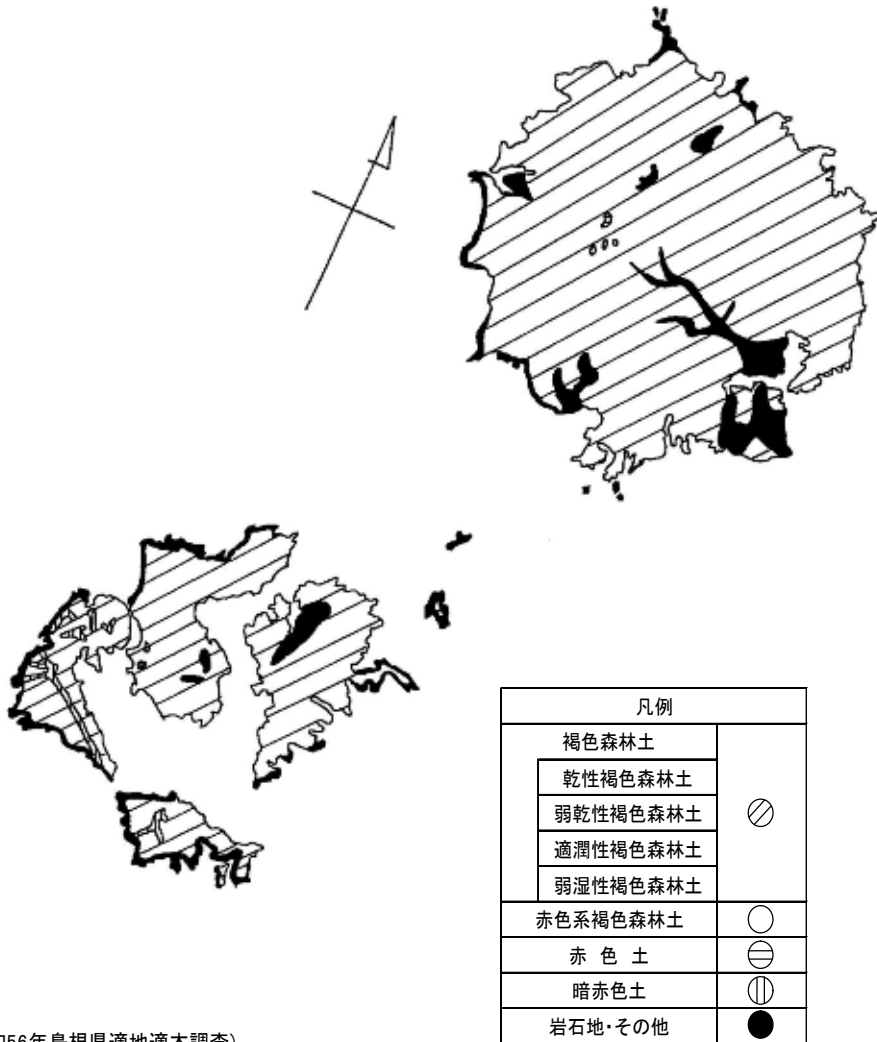 凡例
褐色森林土
乾性褐色森林土
弱乾性褐色森林土
適潤性褐色森林土
弱湿性褐色森林土
赤色系褐色森林土
赤 色 土
暗赤色土
岩石地・その他
56年島根県適地適木調査）